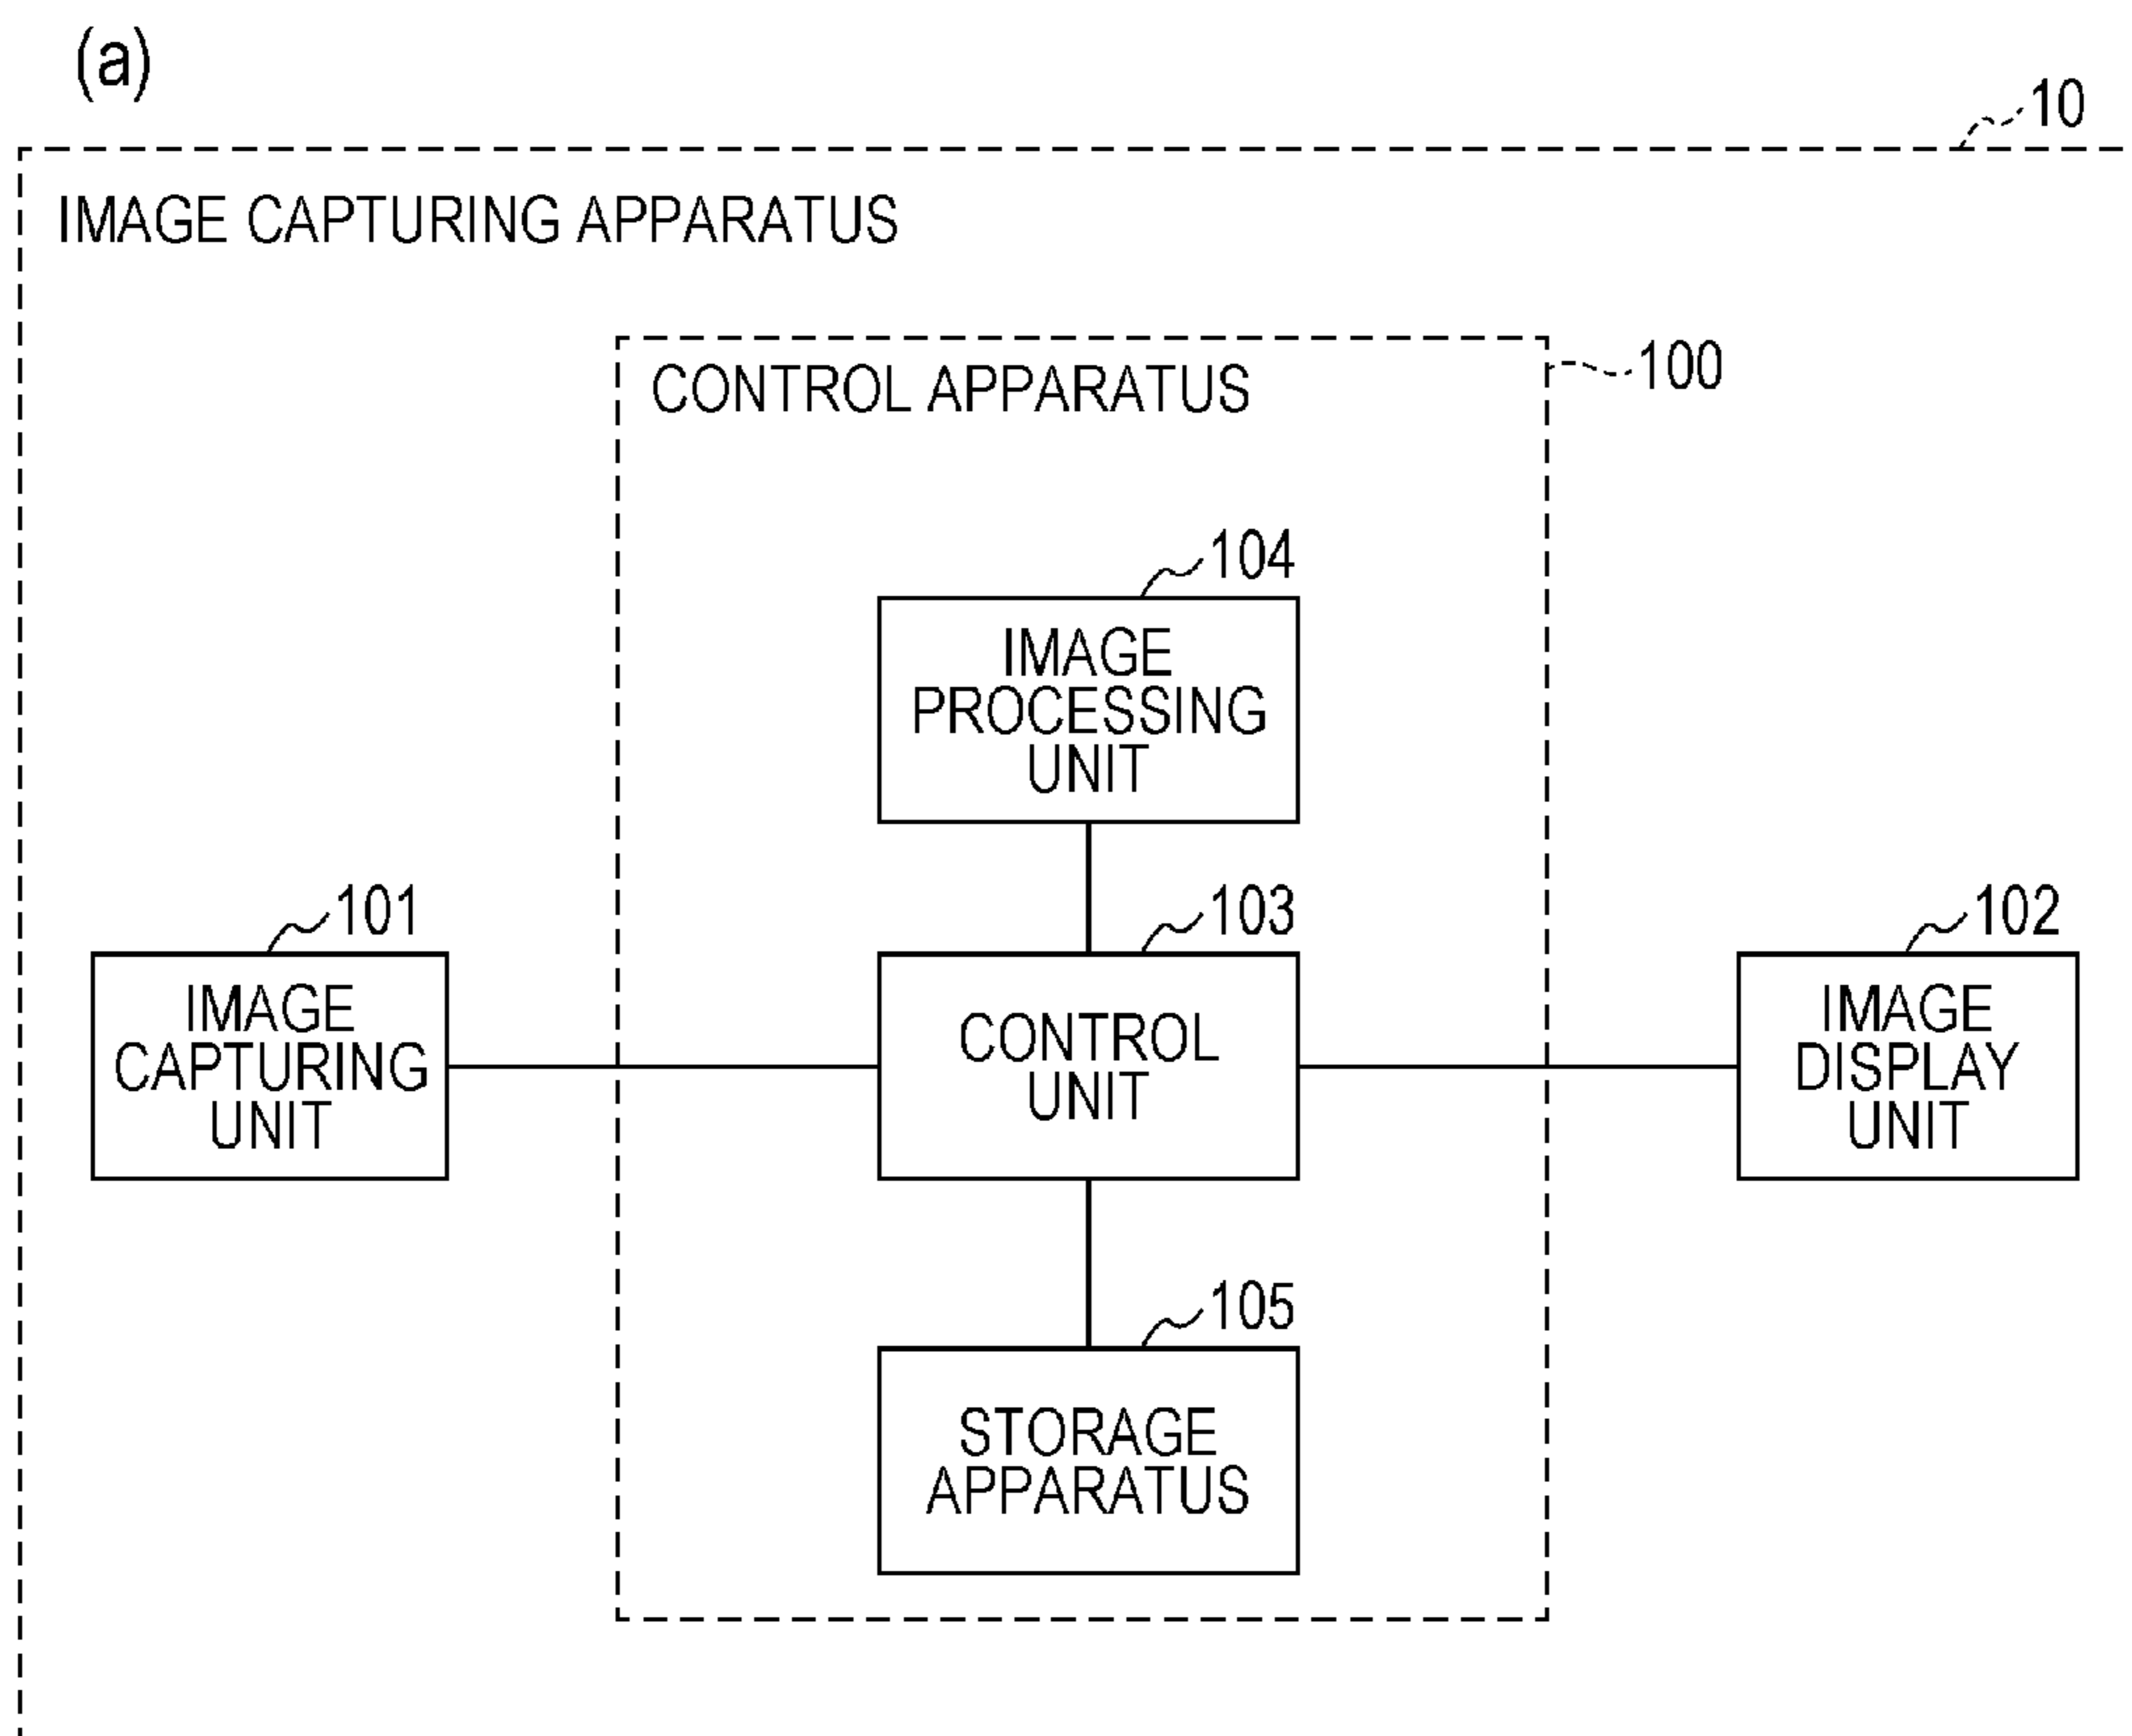 (a)
10
IMAGE CAPTURING APPARATUS
100
CONTROL APPARATUS
104
IMAGE
PROCESSING
UNIT
101
IMAGE
CAPTURING
UNIT
103
CONTROL
UNIT
102
IMAGE
DISPLAY
UNIT
105
STORAGE
APPARATUS